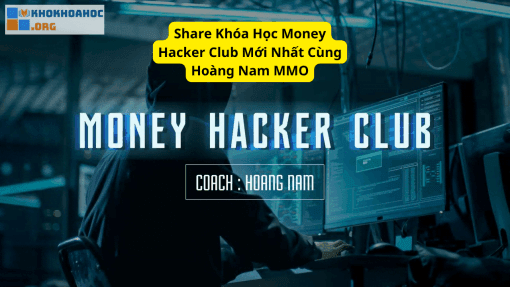 KHOKHOAHOC
.ORG
Share Khóa Học Money
Hacker Club Mới Nhất Cùng
Hoàng Nam MMO
MONEY HACKER CLUB
COACH : HOANG NAM